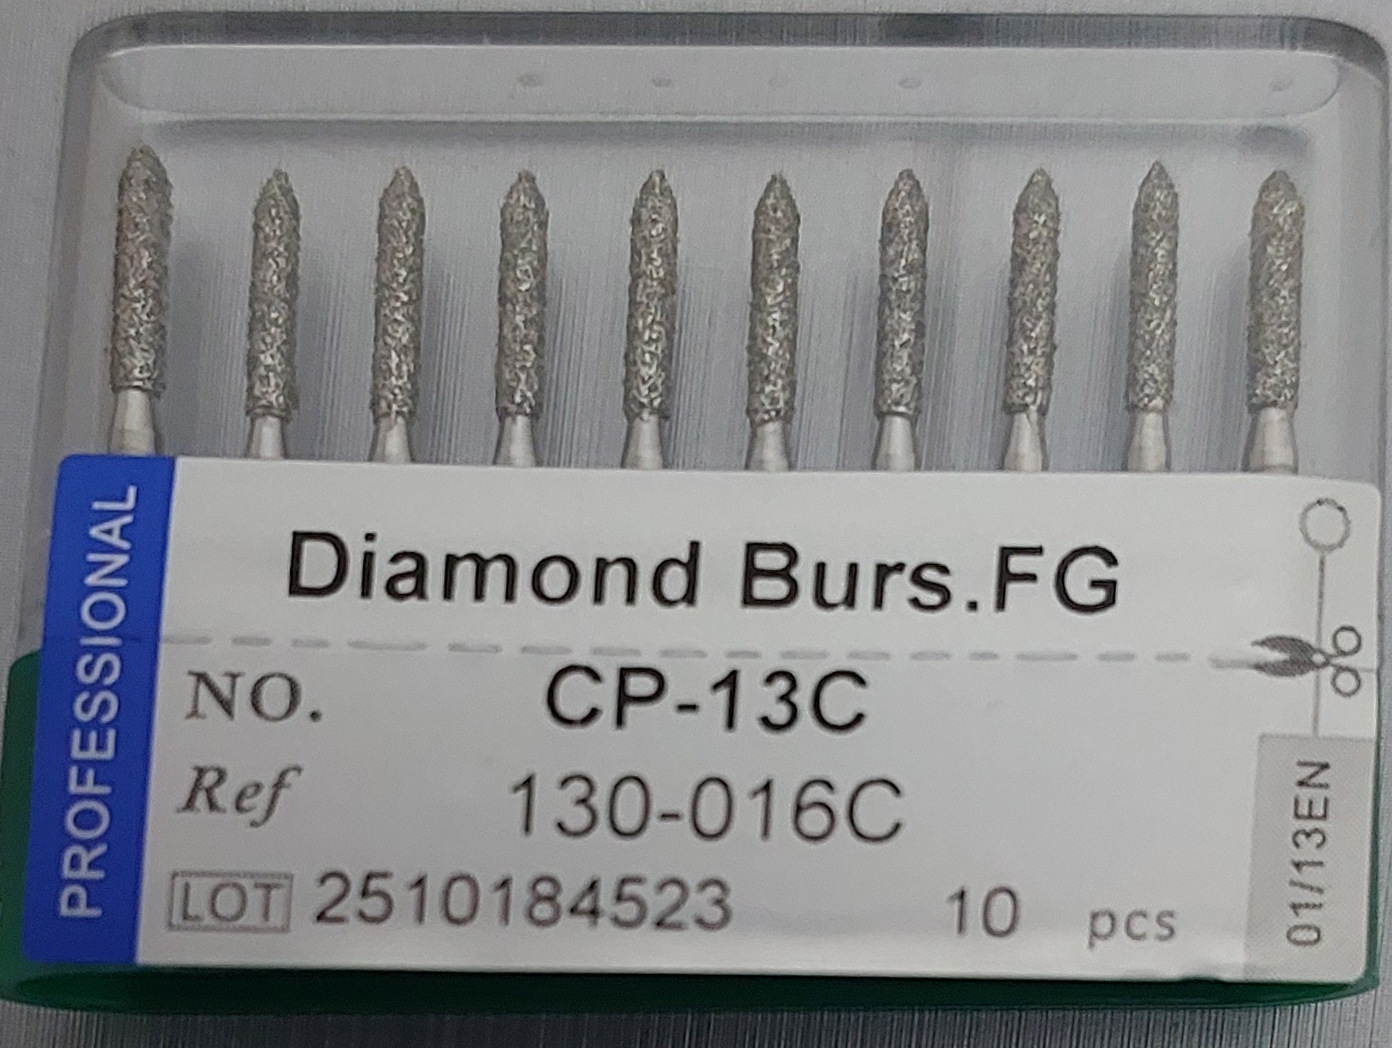 PROFESSIONAL
Diamond Burs.FG
NO. CP-13C
Ref 130-016C
LOT 2510184523 10 pcs
01/13EN